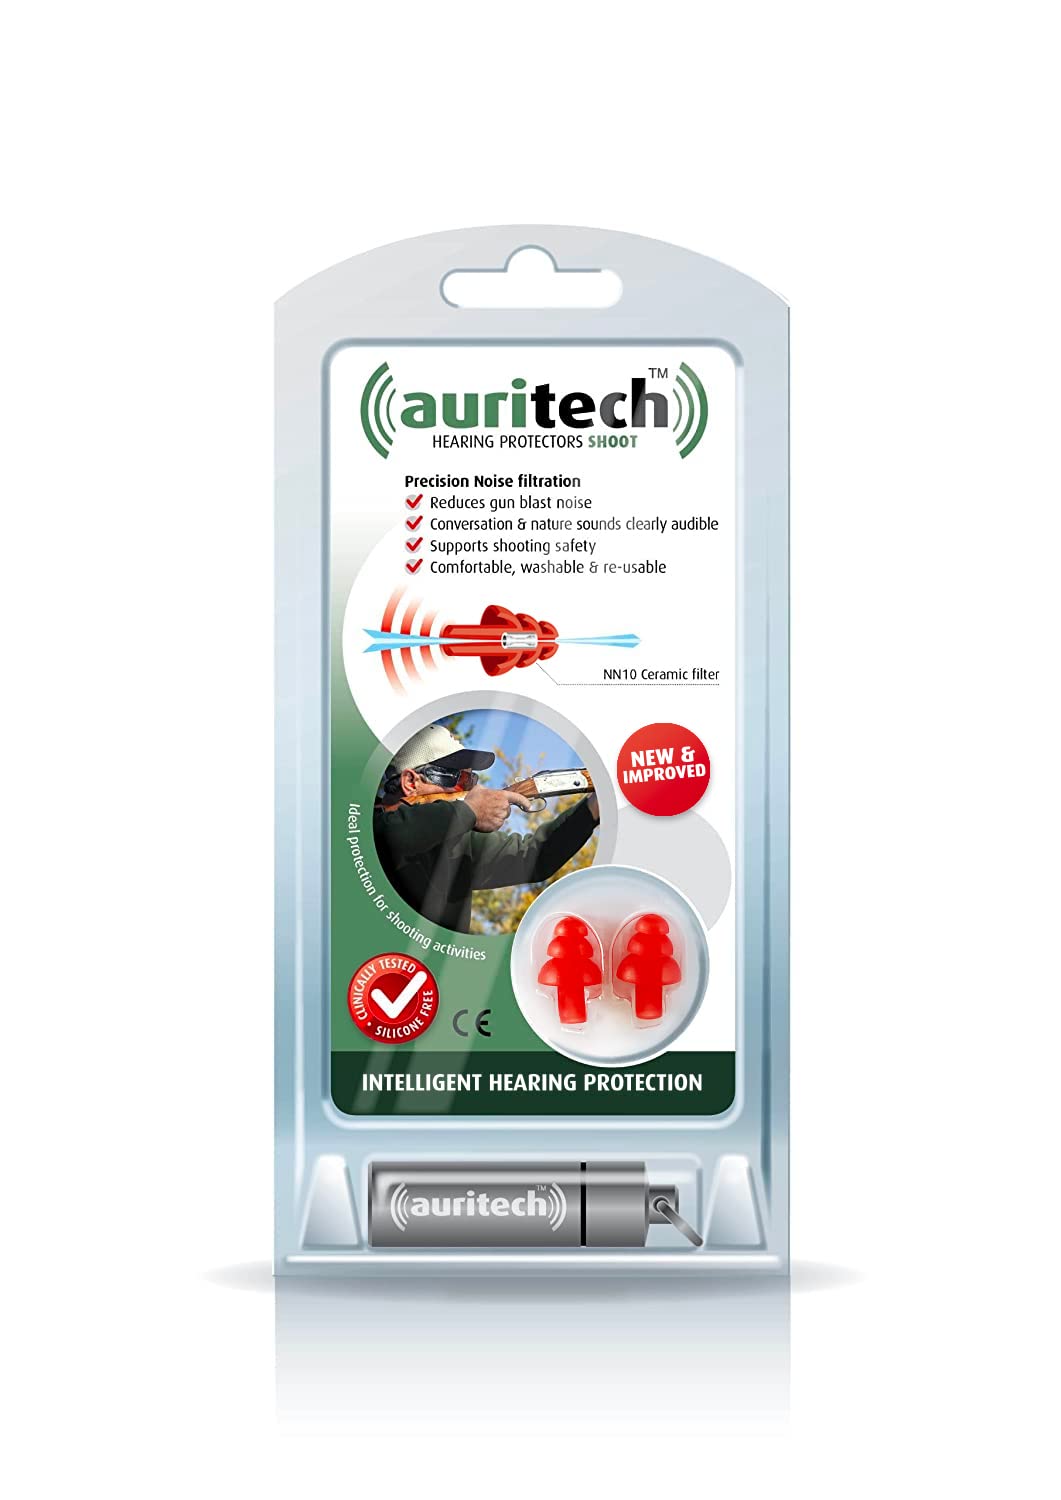 auritech™
HEARING PROTECTORS SHOOT
Precision Noise filtration
Reduces gun blast noise
Conversation & nature sounds clearly audible
Supports shooting safety
Comfortable, washable & re-usable
NN10 Ceramic filter
NEW &
IMPROVED
Ideal protection for shooting activities
CLINICALLY TESTED
• SILICONE FREE
CE
INTELLIGENT HEARING PROTECTION
auritech™